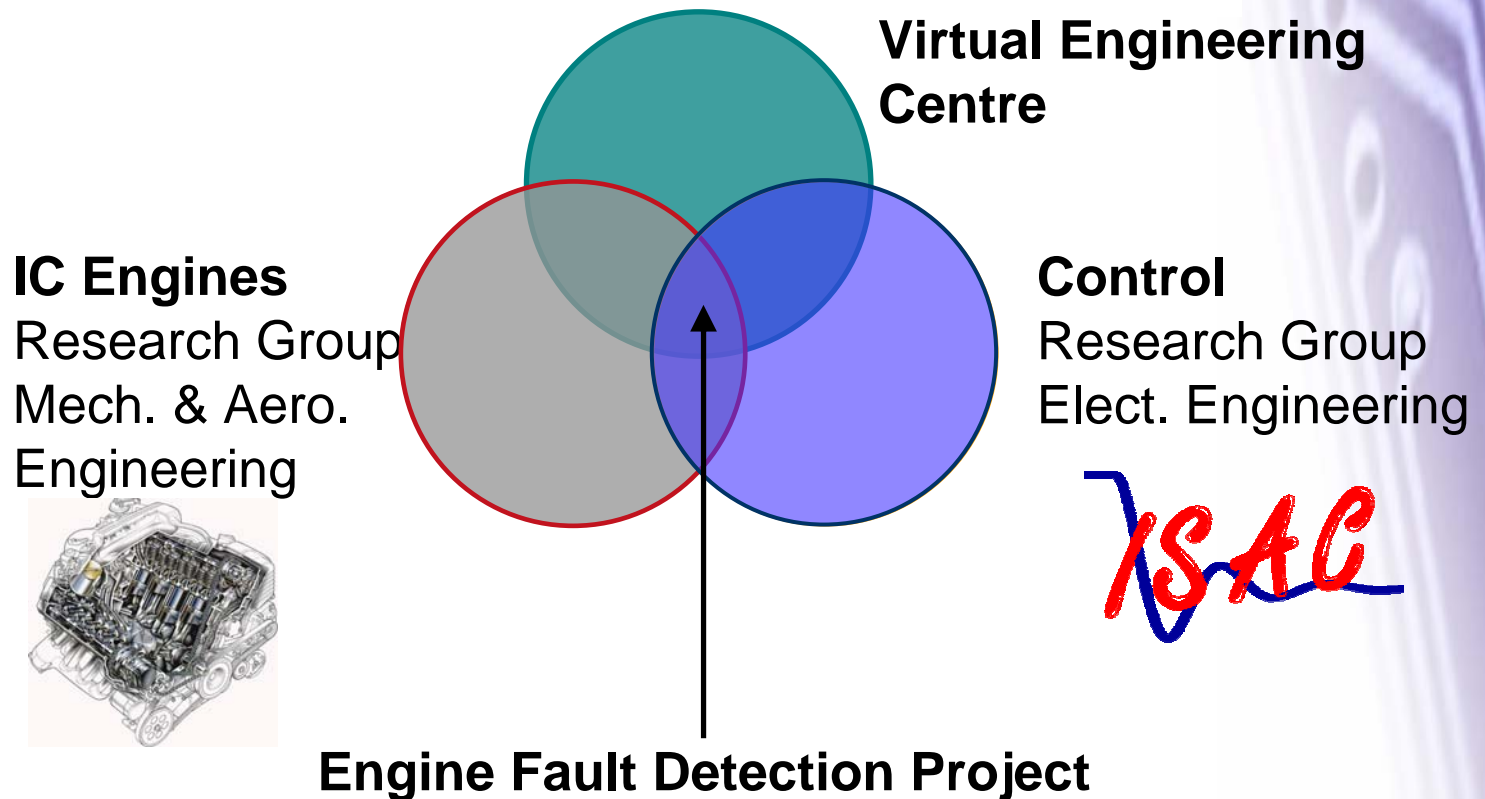 Virtual Engineering
Centre
IC Engines
Research Group
Mech. & Aero.
Engineering
Control
Research Group
Elect. Engineering
ISAC
Engine Fault Detection Project